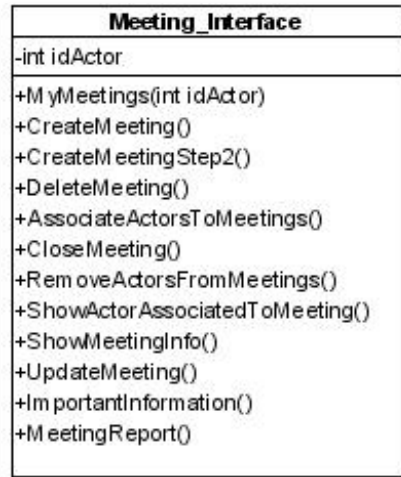 Meeting_Interface
-int idActor
+MyMeetings(int idActor)
+CreateMeeting()
+CreateMeetingStep2()
+DeleteMeeting()
+AssociateActorsToMeetings()
+CloseMeeting()
+RemoveActorsFromMeetings()
+ShowActorAssociatedToMeeting()
+ShowMeetingInfo()
+UpdateMeeting()
+ImportantInformation()
+MeetingReport()